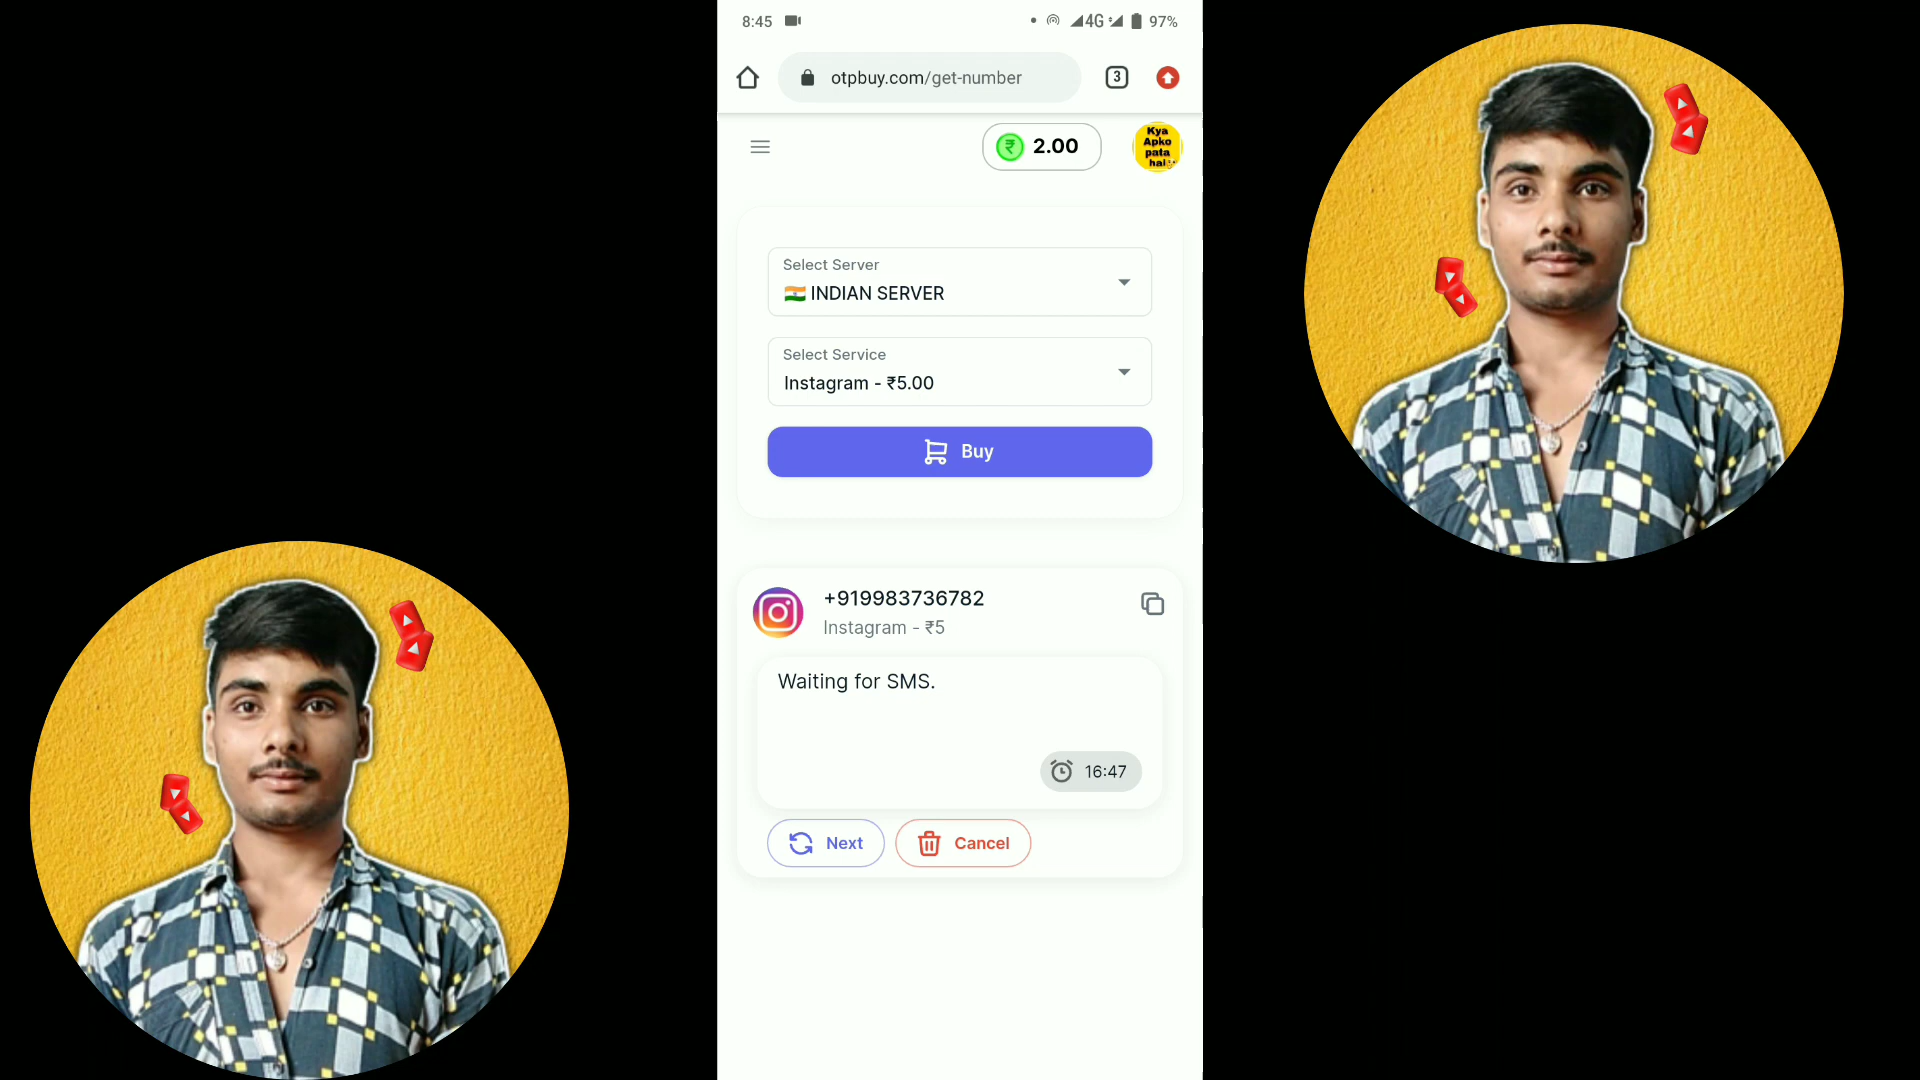 8:45
4G 97%
otpbuy.com/get-number
3
₹ 2.00
Kya
Apko
pata
hai
Select Server
🇮🇳 INDIAN SERVER
Select Service
Instagram - ₹5.00
Buy
+919983736782
Instagram - ₹5
Waiting for SMS.
16:47
Next
Cancel